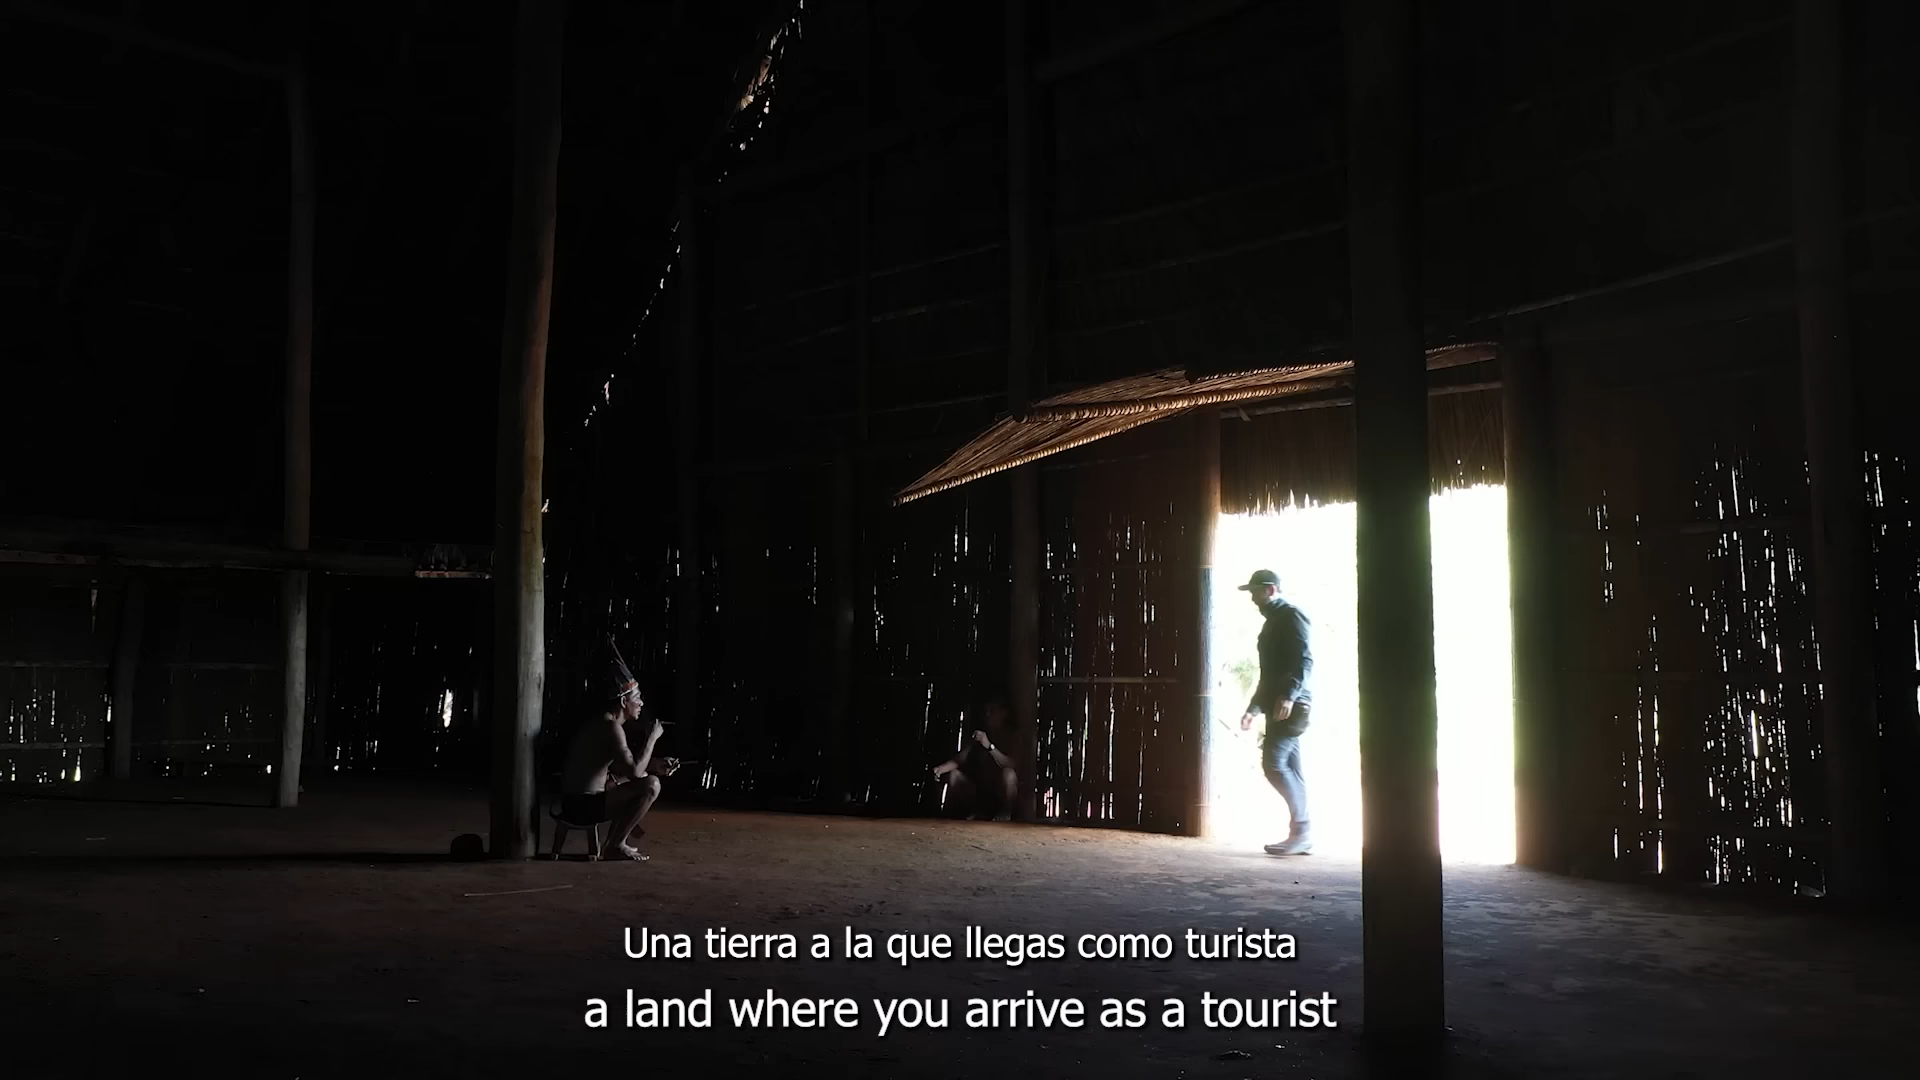 Una tierra a la que llegas como turista
a land where you arrive as a tourist